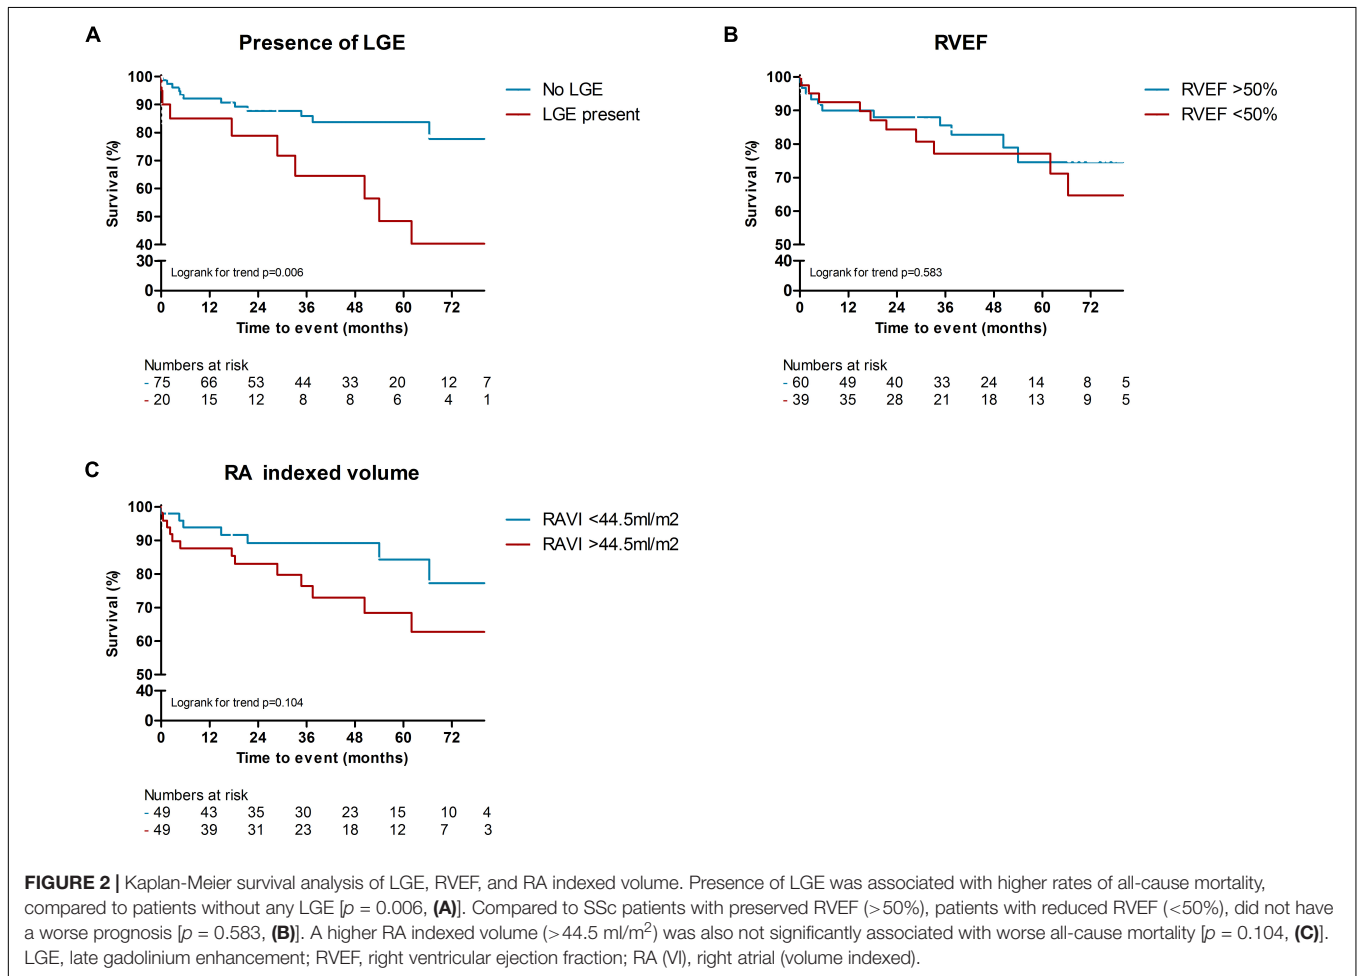 A
Presence of LGE
100
90
80
70
60
50
40
30
0
Survival (%)
No LGE
LGE present
Logrank for trend p=0.006
0 12 24 36 48 60 72
Time to event (months)
Numbers at risk
- 75 66 53 44 33 20 12 7
- 20 15 12 8 8 6 4 1
B
RVEF
100
90
80
70
60
50
40
0
Survival (%)
RVEF >50%
RVEF <50%
Logrank for trend p=0.583
0 12 24 36 48 60 72
Time to event (months)
Numbers at risk
- 60 49 40 33 24 14 8 5
- 39 35 28 21 18 13 9 5
C
RA indexed volume
100
90
80
70
60
50
40
0
Survival (%)
RAVI <44.5ml/m2
RAVI >44.5ml/m2
Logrank for trend p=0.104
0 12 24 36 48 60 72
Time to event (months)
Numbers at risk
- 49 43 35 30 23 15 10 4
- 49 39 31 23 18 12 7 3
FIGURE 2 | Kaplan-Meier survival analysis of LGE, RVEF, and RA indexed volume. Presence of LGE was associated with higher rates of all-cause mortality,
compared to patients without any LGE [p = 0.006, (A)]. Compared to SSc patients with preserved RVEF (>50%), patients with reduced RVEF (<50%), did not have
a worse prognosis [p = 0.583, (B)]. A higher RA indexed volume (>44.5 ml/m²) was also not significantly associated with worse all-cause mortality [p = 0.104, (C)].
LGE, late gadolinium enhancement; RVEF, right ventricular ejection fraction; RA (VI), right atrial (volume indexed).